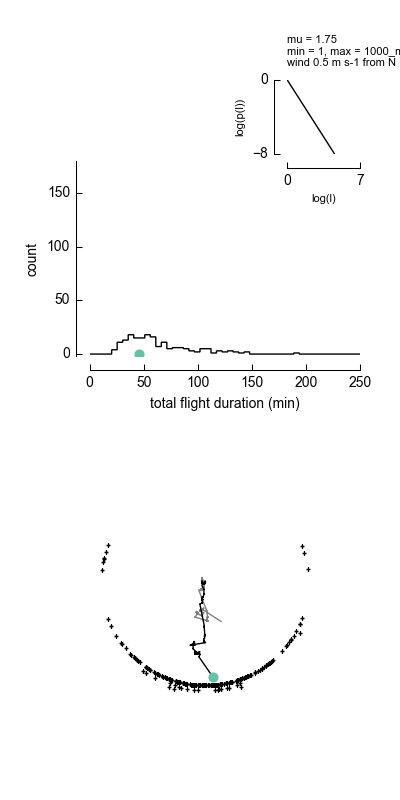 mu = 1.75
min = 1, max = 1000_m
wind 0.5 m s-1 from N
0
log(p(l))
−8
0 7
log(l)
150
100
count
50
0
0 50 100 150 200 250
total flight duration (min)